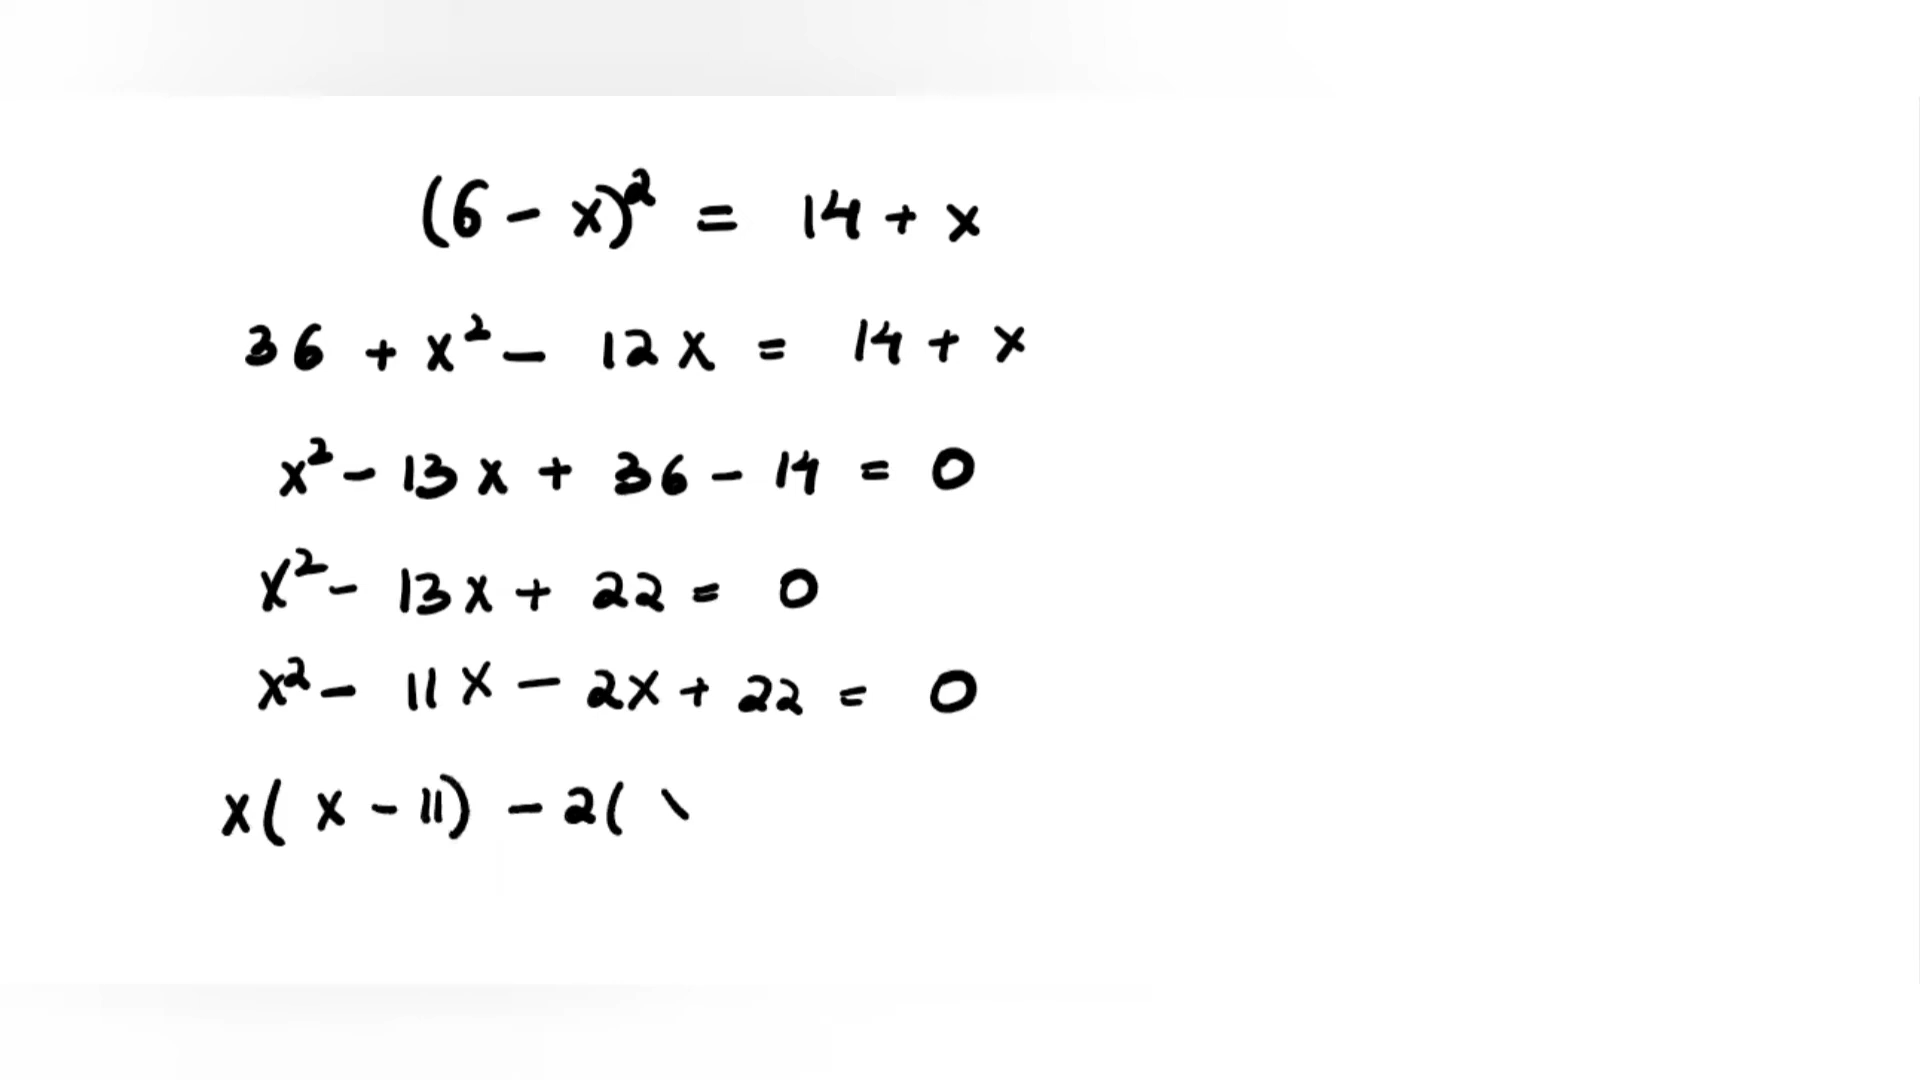 (6 - x)² = 14 + x
36 + x² - 12x = 14 + x
x² - 13x + 36 - 14 = 0
x² - 13x + 22 = 0
x² - 11x - 2x + 22 = 0
x( x - 11) - 2(